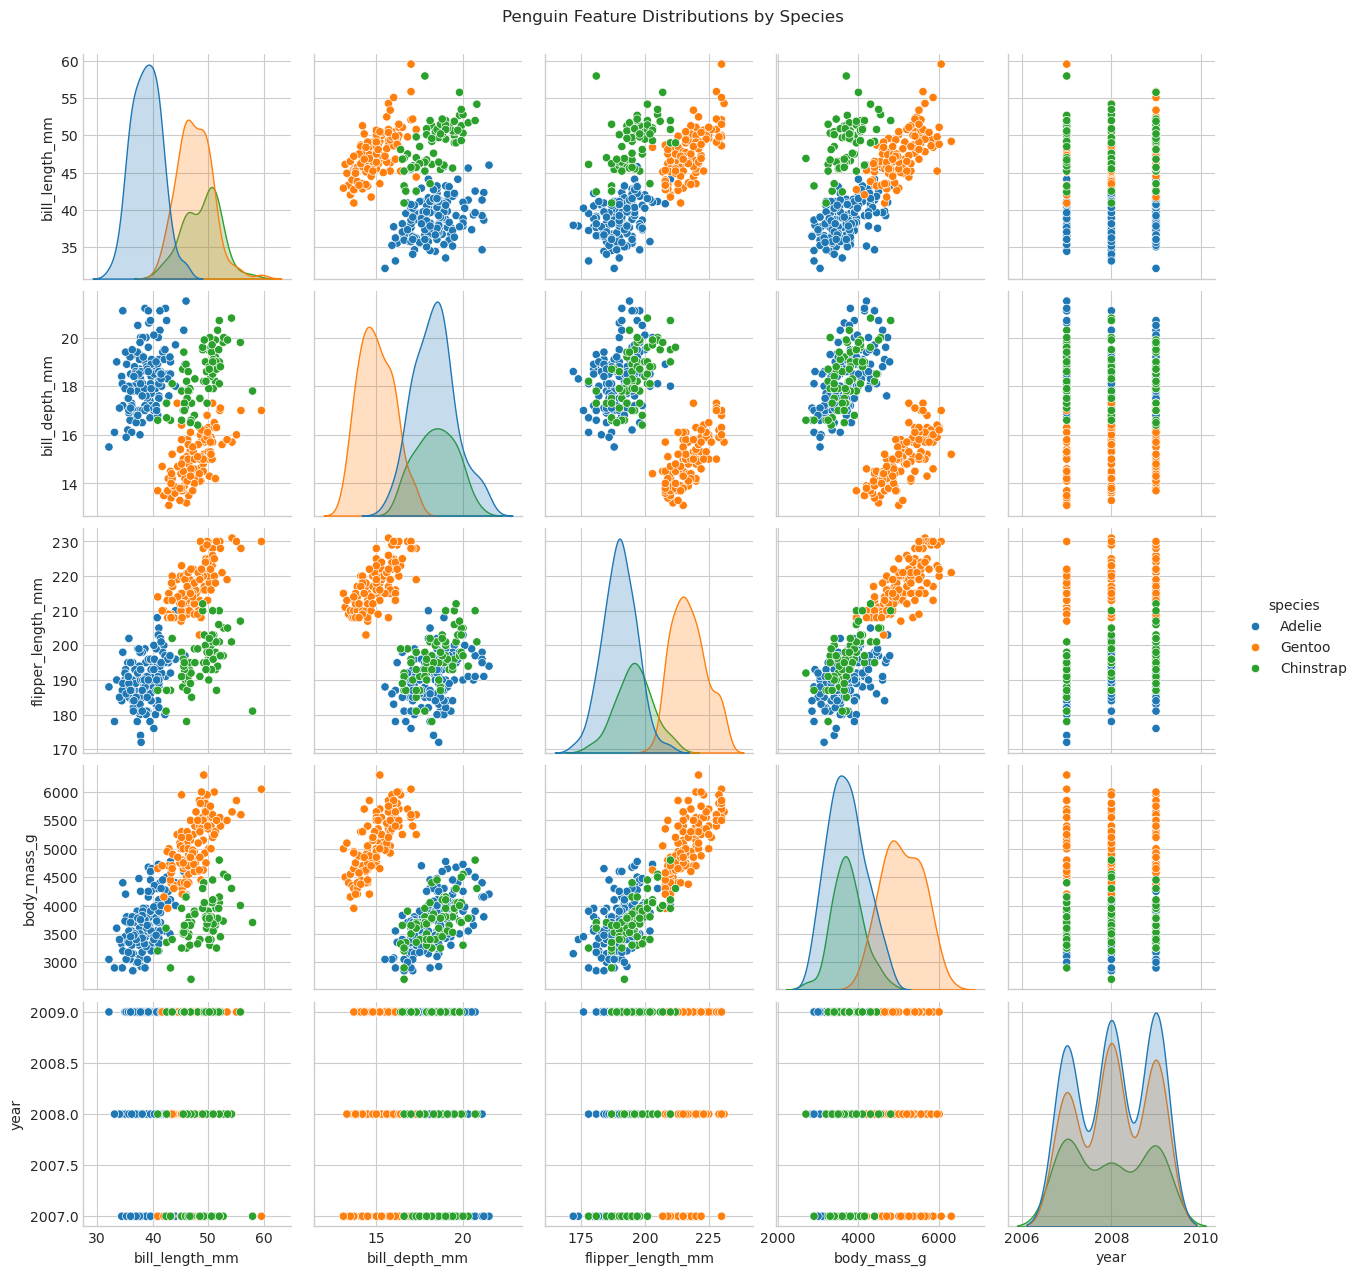 Penguin Feature Distributions by Species
60
55
50
45
40
35
bill_length_mm
20
18
16
14
bill_depth_mm
230
220
210
200
190
180
170
flipper_length_mm
species
Adelie
Gentoo
Chinstrap
6000
5500
5000
4500
4000
3500
3000
body_mass_g
2009.0
2008.5
2008.0
2007.5
2007.0
year
30 40 50 60
bill_length_mm
15 20
bill_depth_mm
175 200 225
flipper_length_mm
2000 4000 6000
body_mass_g
2006 2008 2010
year